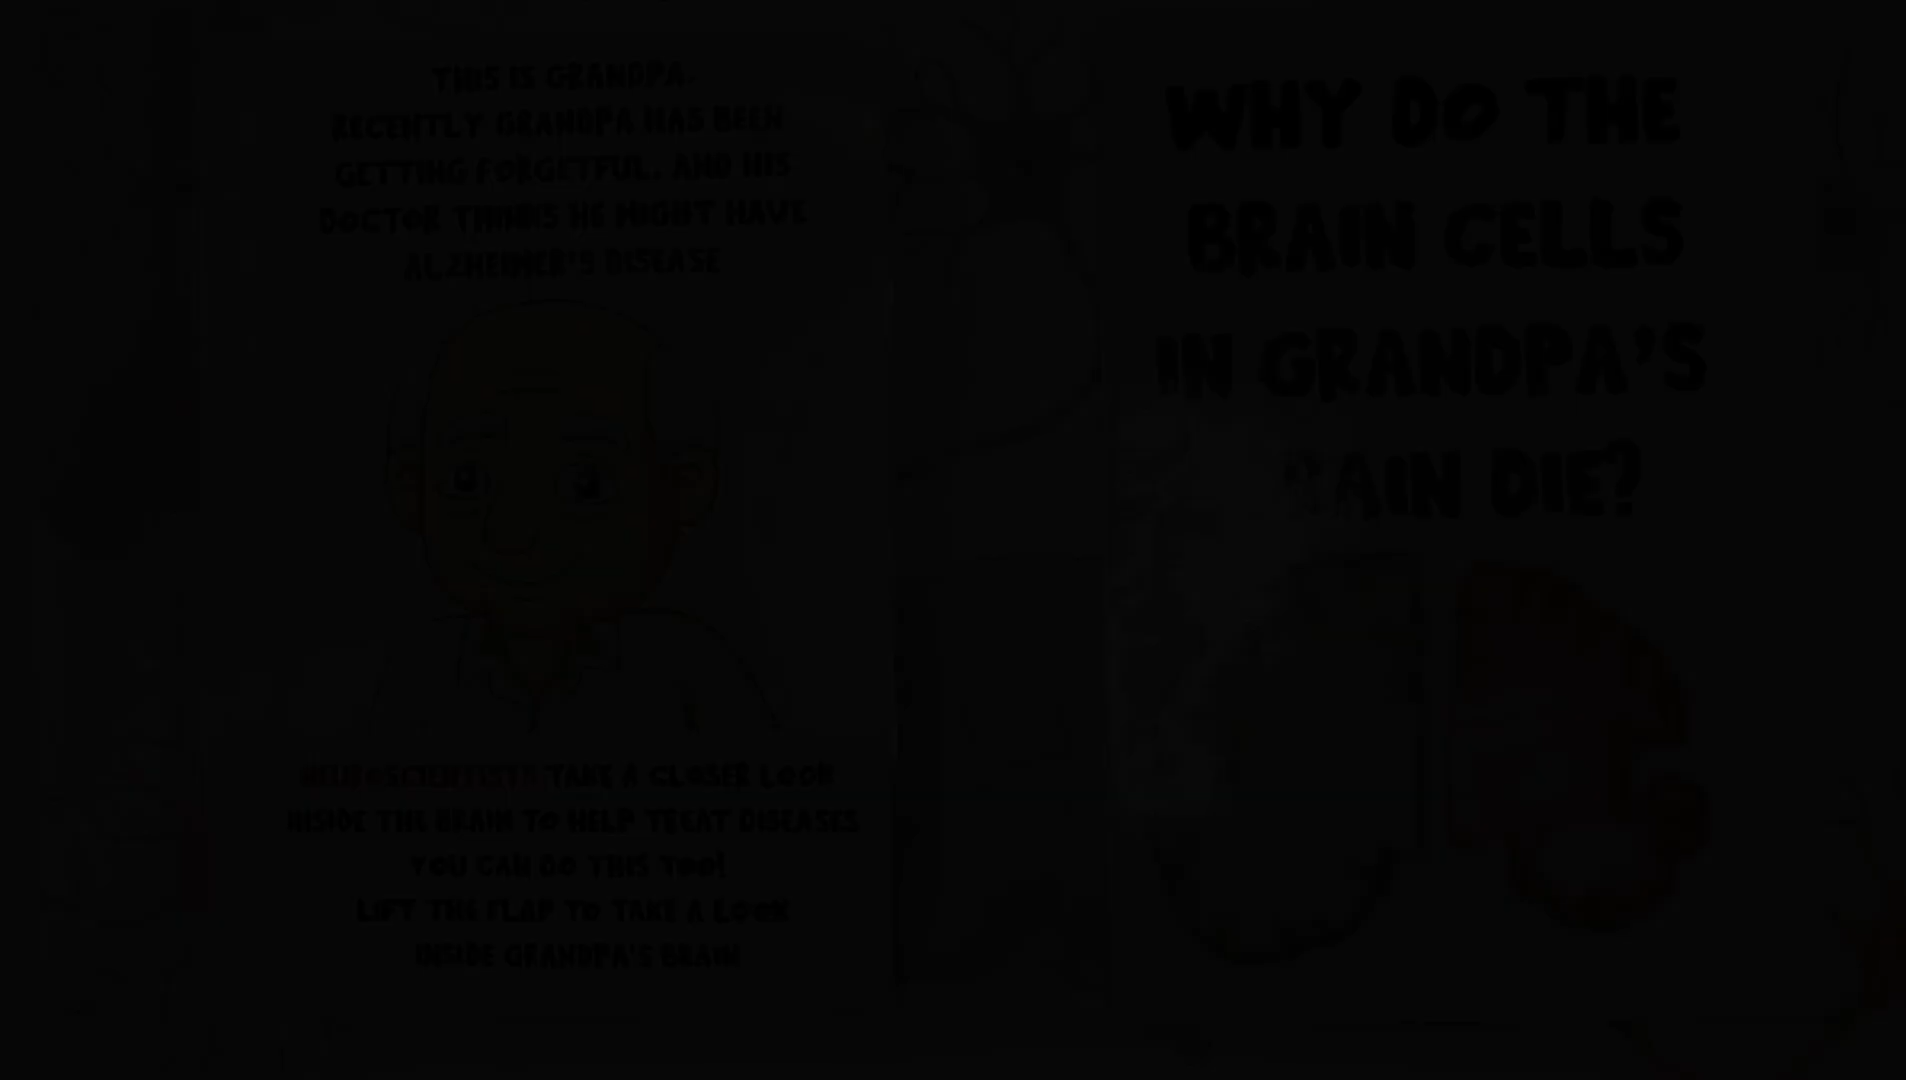 THIS IS GRANDPA.
RECENTLY GRANDPA HAS BEEN
GETTING FORGETFUL, AND HIS
DOCTOR THINKS HE MIGHT HAVE
ALZHEIMER'S DISEASE
NEUROSCIENTISTS TAKE A CLOSER LOOK
INSIDE THE BRAIN TO HELP TREAT DISEASES
YOU CAN DO THIS TOO!
LIFT THE FLAP TO TAKE A LOOK
INSIDE GRANDPA'S BRAIN
WHY DO THE
BRAIN CELLS
IN GRANDPA'S
RAIN DIE?